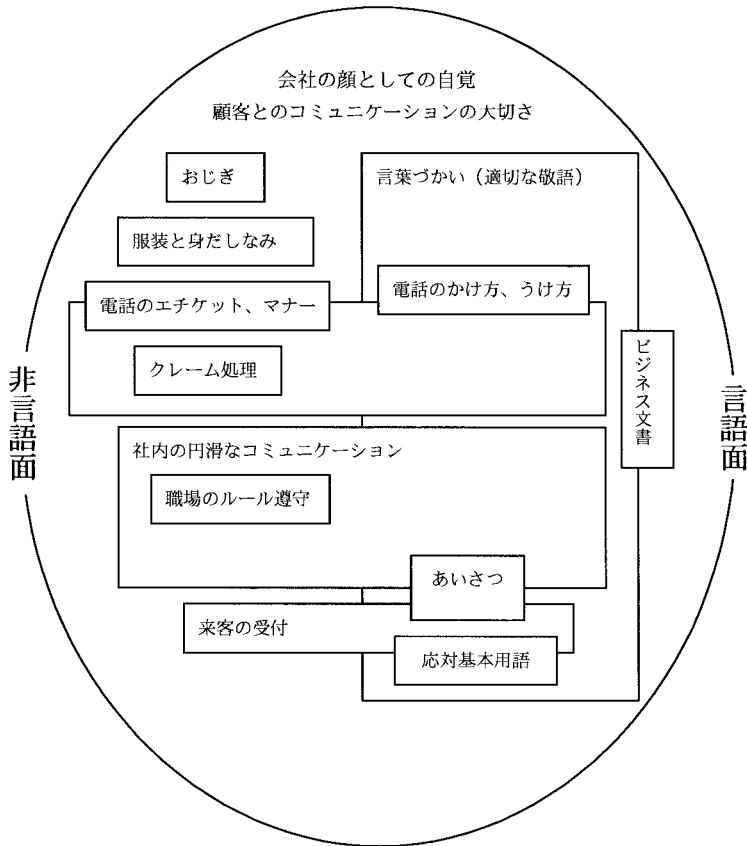 会社の顔としての自覚
顧客とのコミュニケーションの大切さ
おじぎ
言葉づかい（適切な敬語）
服装と身だしなみ
電話のエチケット、マナー
電話のかけ方、うけ方
クレーム処理
ビジネス文書
非言語面
言語面
社内の円滑なコミュニケーション
職場のルール遵守
あいさつ
来客の受付
応対基本用語